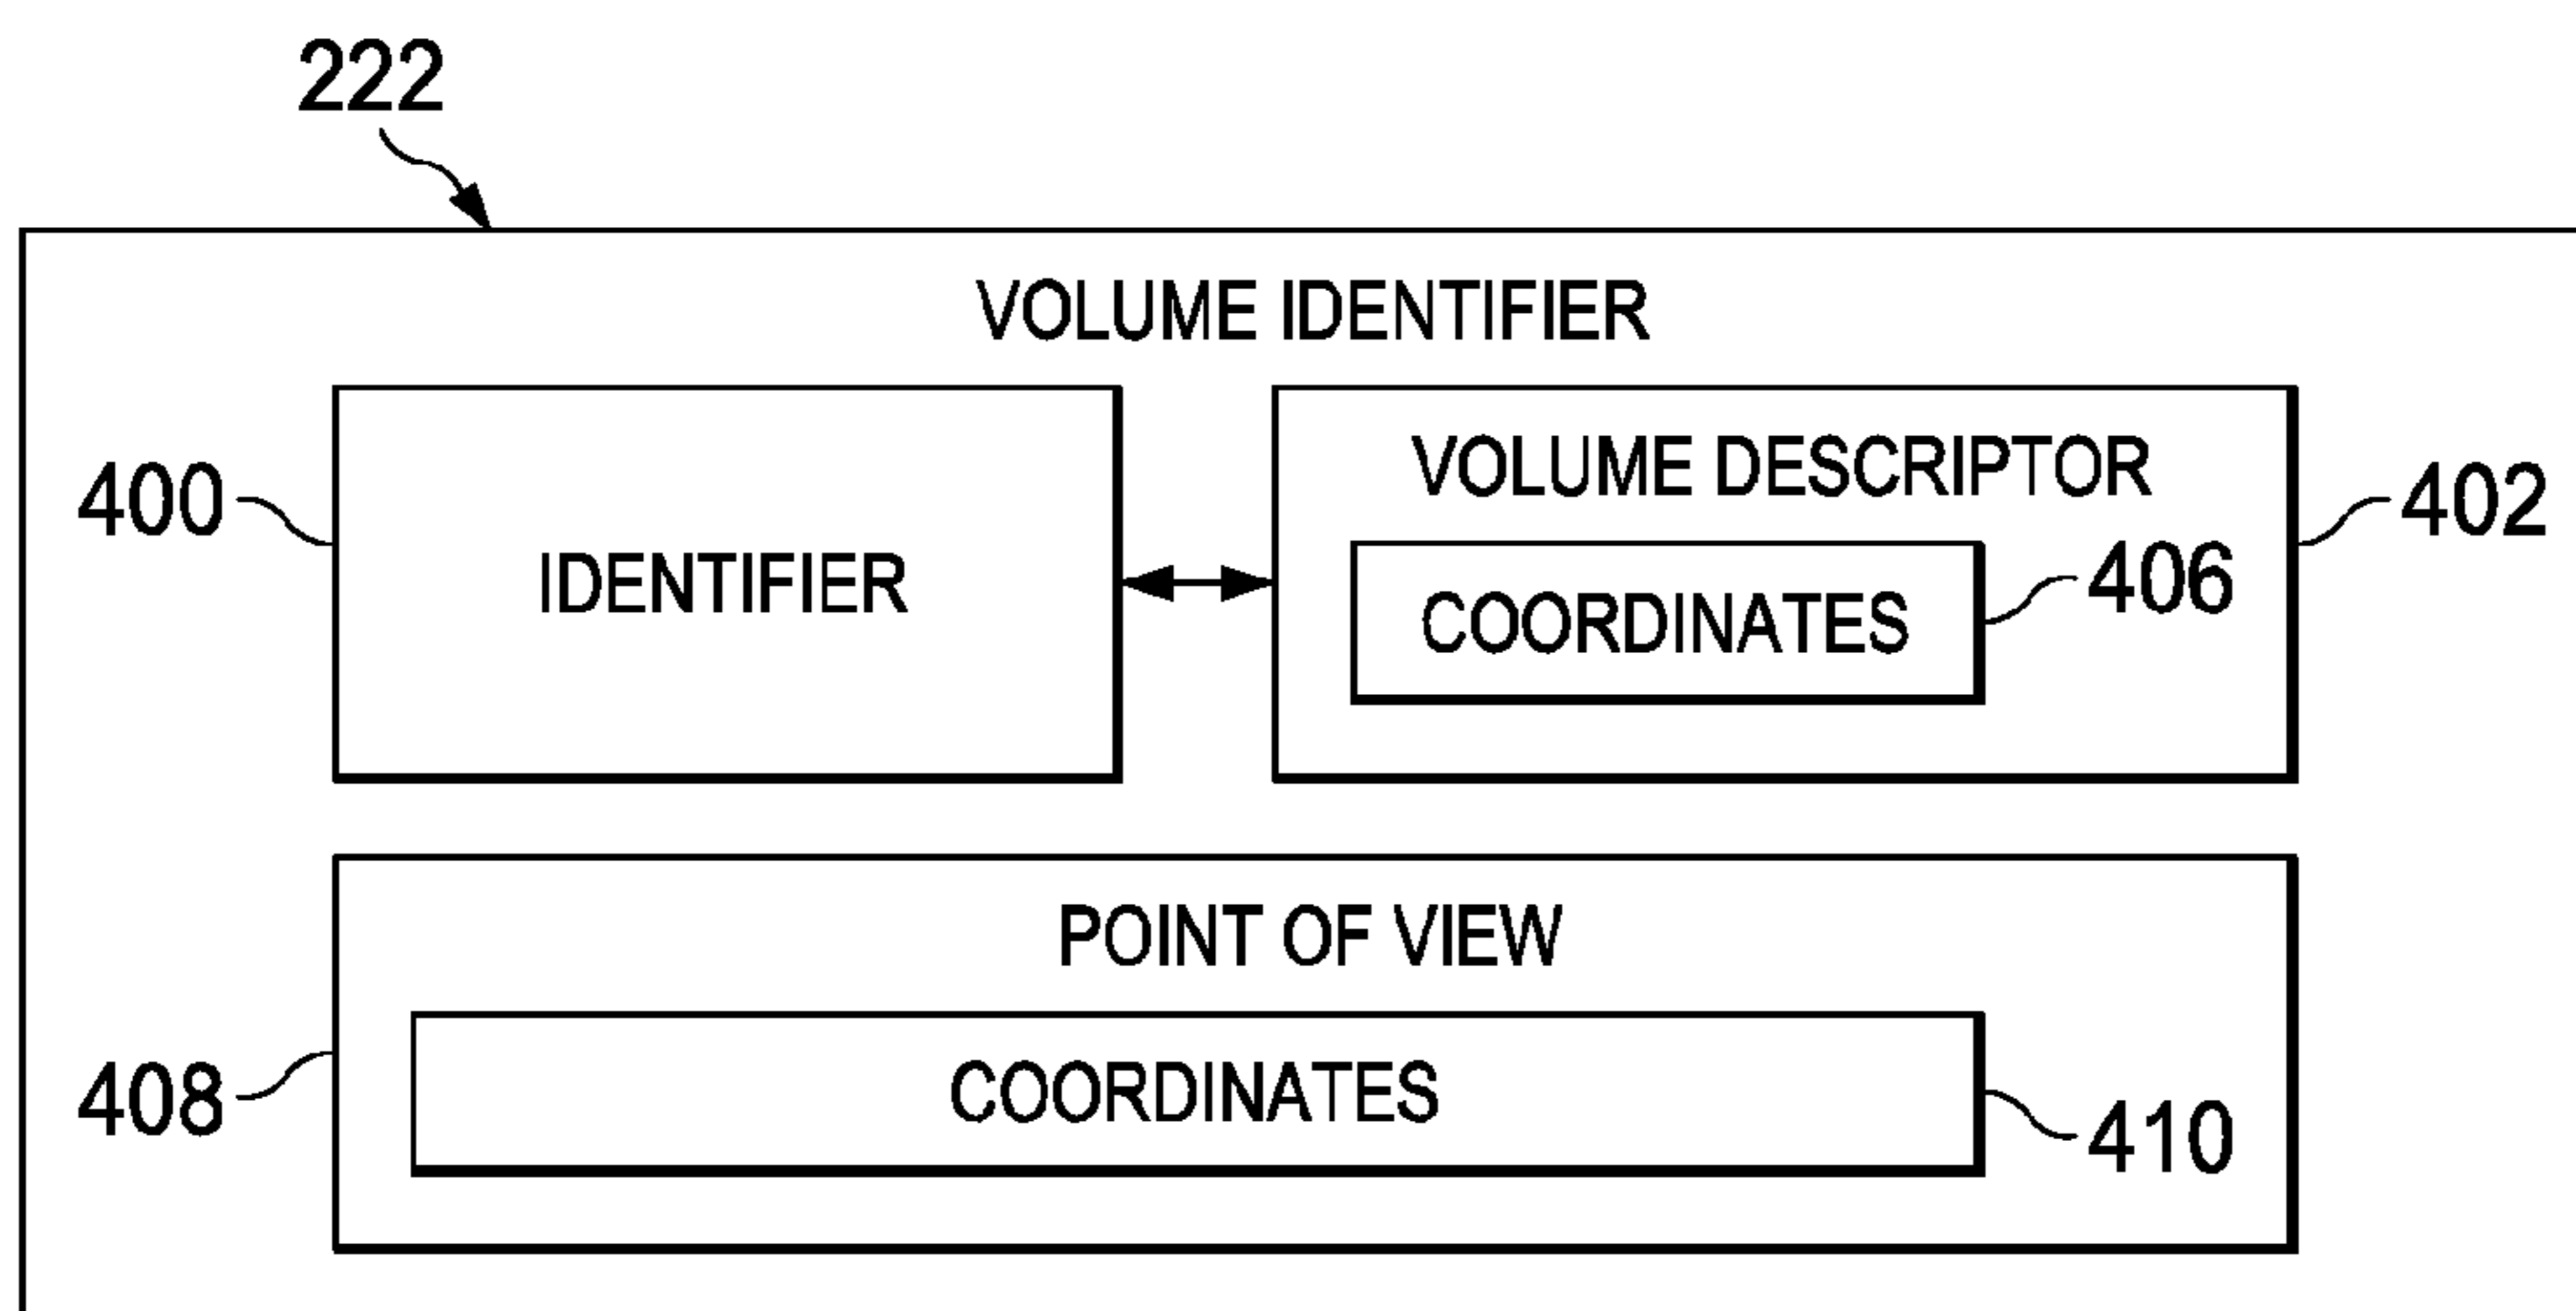 222
VOLUME IDENTIFIER
400
IDENTIFIER
VOLUME DESCRIPTOR
402
COORDINATES
406
POINT OF VIEW
408
COORDINATES
410